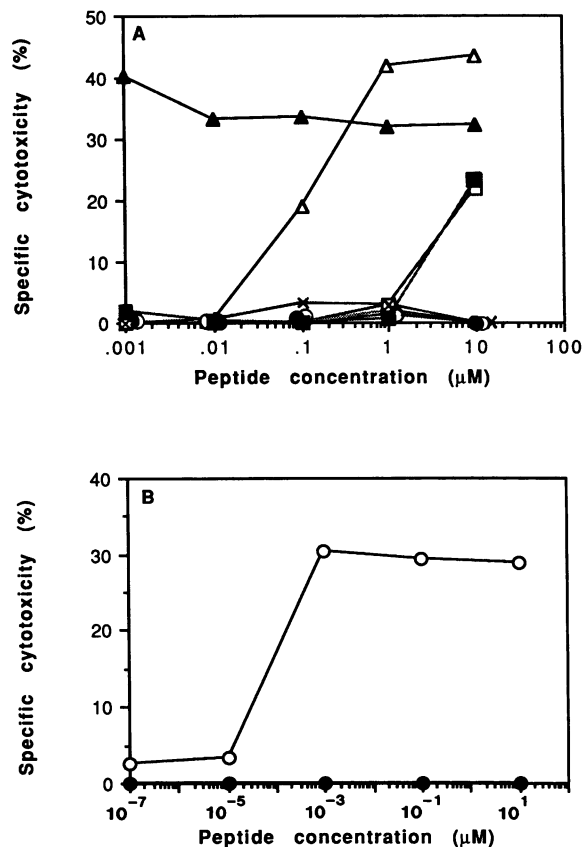 A
Specific cytotoxicity (%)
50
40
30
20
10
0
.001 .01 .1 1 10 100
Peptide concentration (μM)
B
Specific cytotoxicity (%)
40
30
20
10
0
10⁻⁷ 10⁻⁵ 10⁻³ 10⁻¹ 10¹
Peptide concentration (μM)